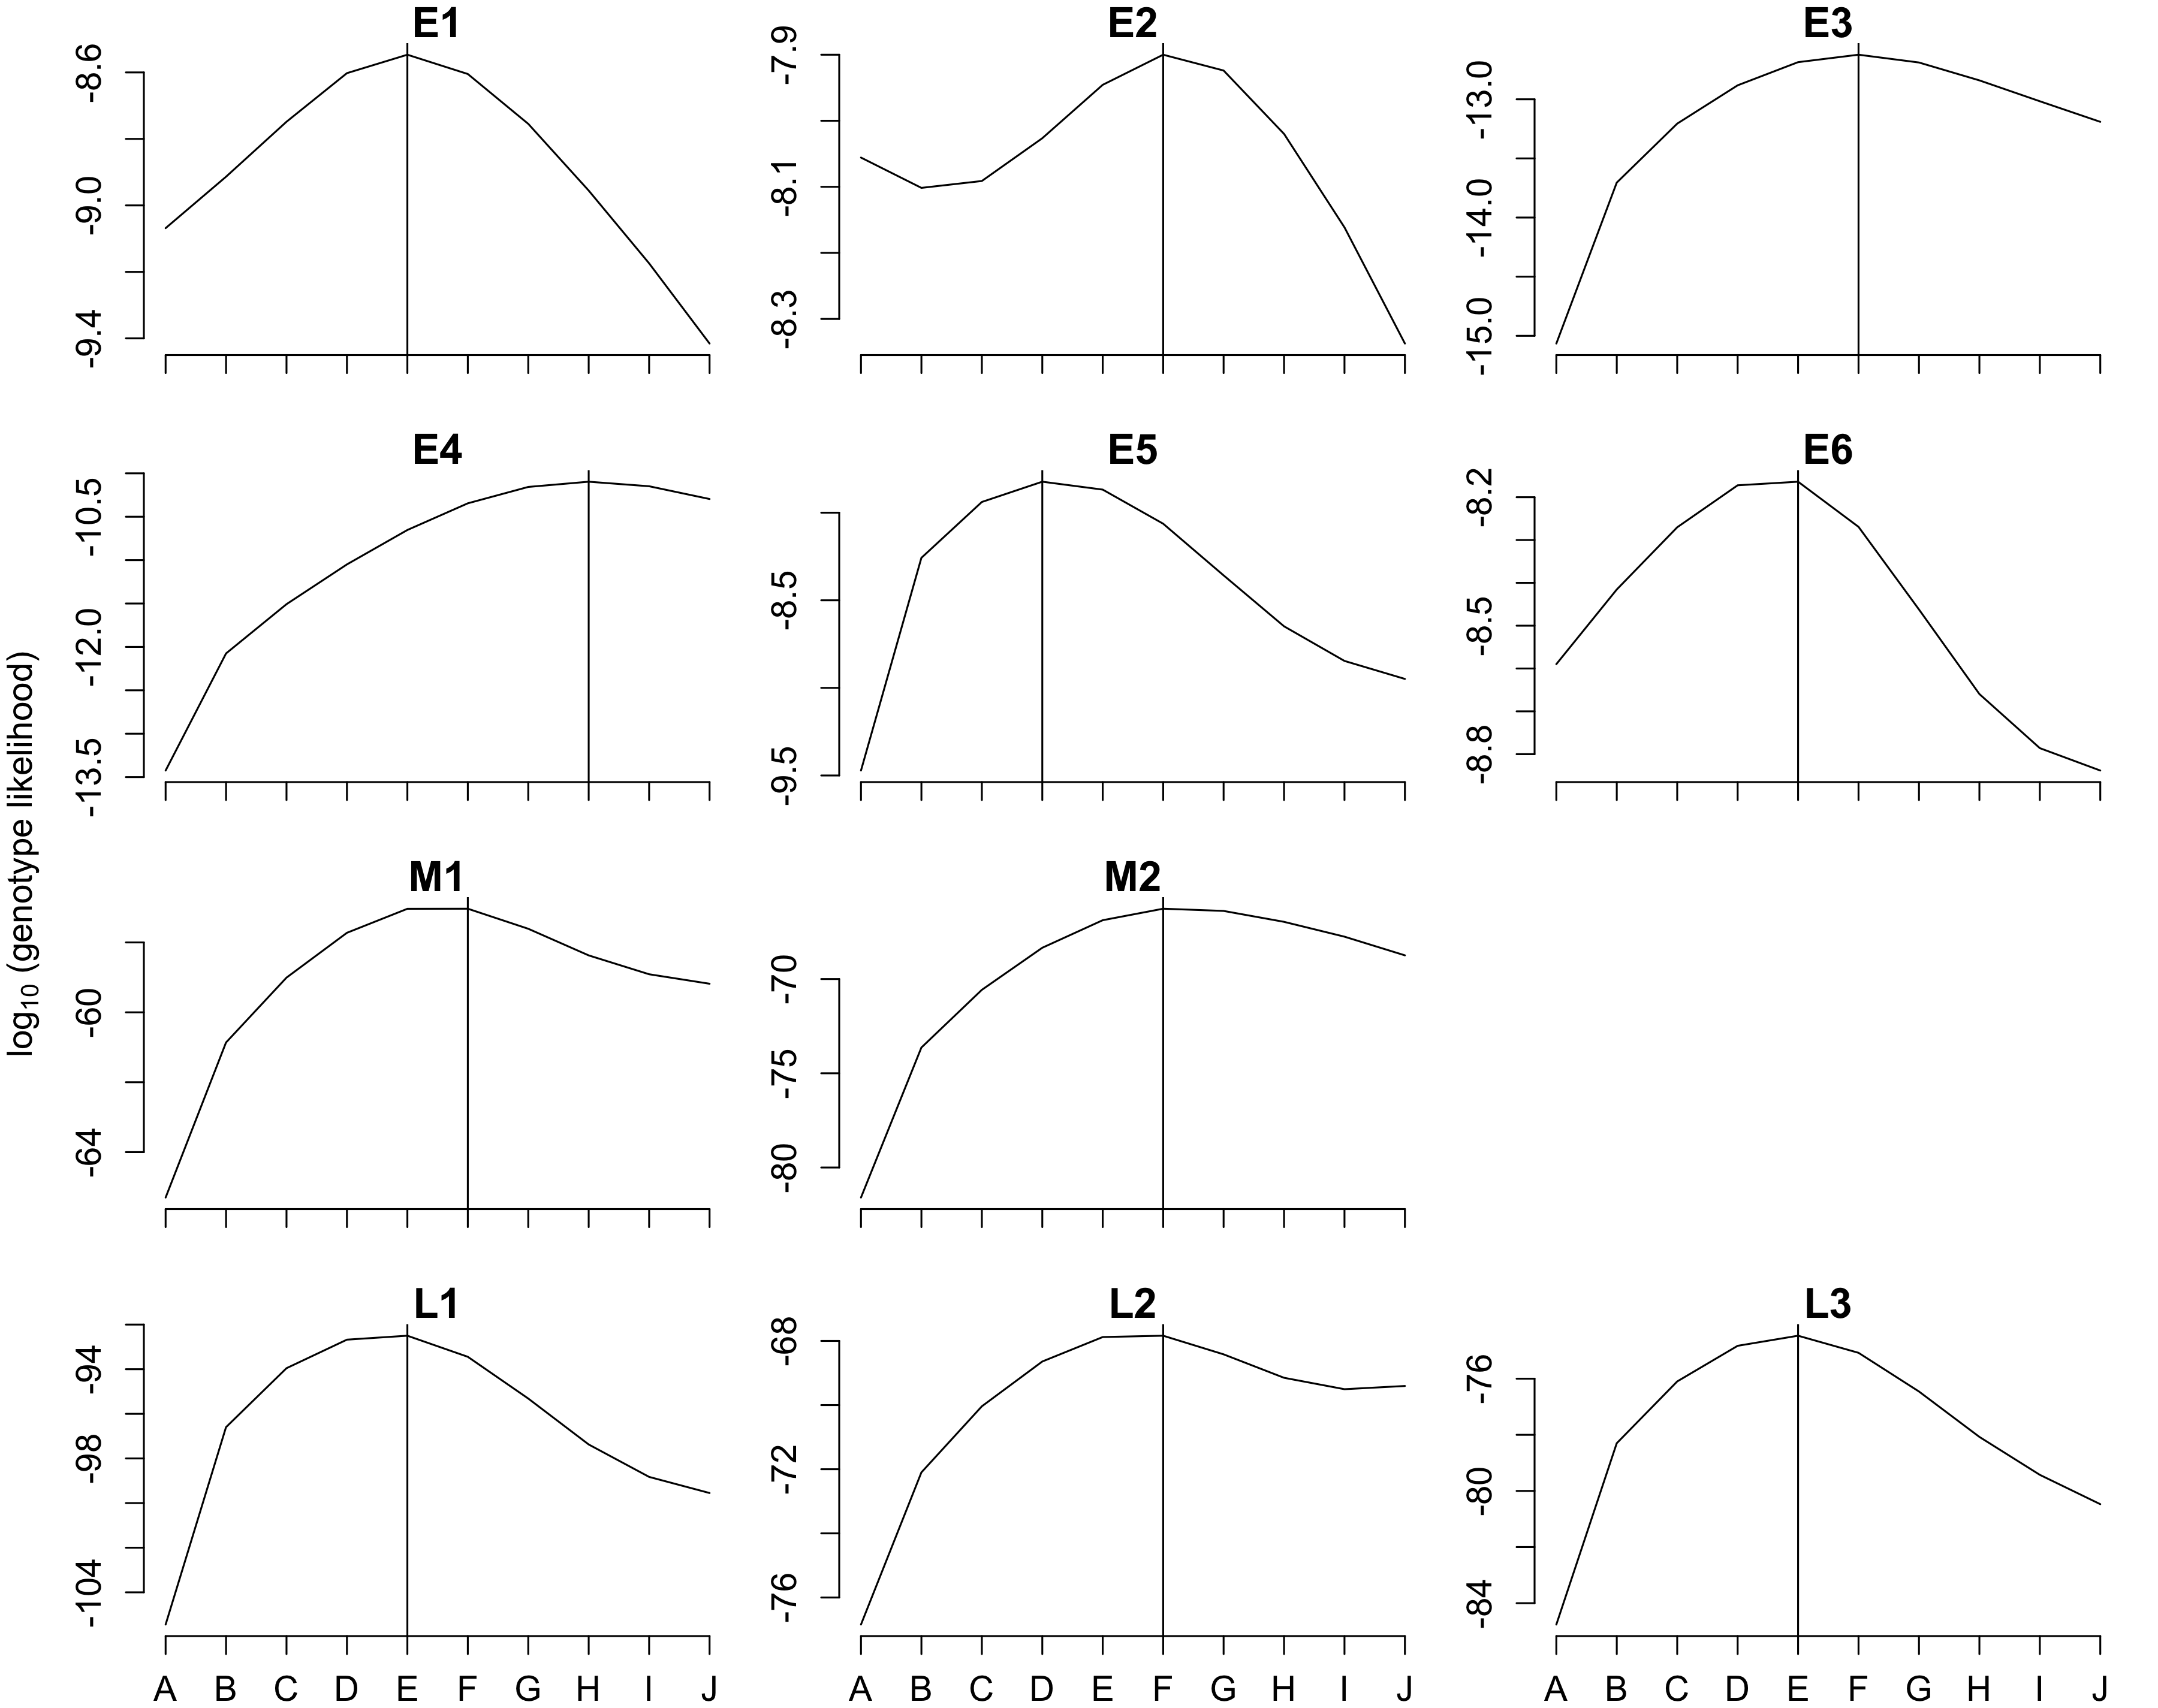 E1
-8.6
-9.0
-9.4
E2
-7.9
-8.1
-8.3
E3
-13.0
-14.0
-15.0
E4
-10.5
-12.0
-13.5
E5
-8.5
-9.5
E6
-8.2
-8.5
-8.8
log10 (genotype likelihood)
M1
-60
-64
M2
-70
-75
-80
L1
-94
-98
-104
L2
-68
-72
-76
L3
-76
-80
-84
A B C D E F G H I J
A B C D E F G H I J
A B C D E F G H I J